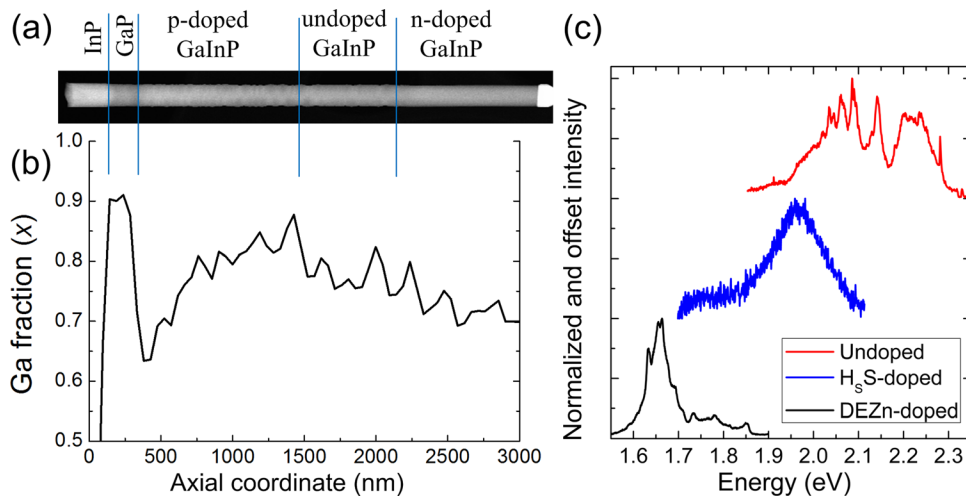 (a)
InP
GaP
p-doped
GaInP
undoped
GaInP
n-doped
GaInP
(b)
1.0
0.9
0.8
0.7
0.6
0.5
Ga fraction (x)
0 500 1000 1500 2000 2500 3000
Axial coordinate (nm)
(c)
Normalized and offset intensity
Undoped
HₛS-doped
DEZn-doped
1.6 1.7 1.8 1.9 2.0 2.1 2.2 2.3
Energy (eV)